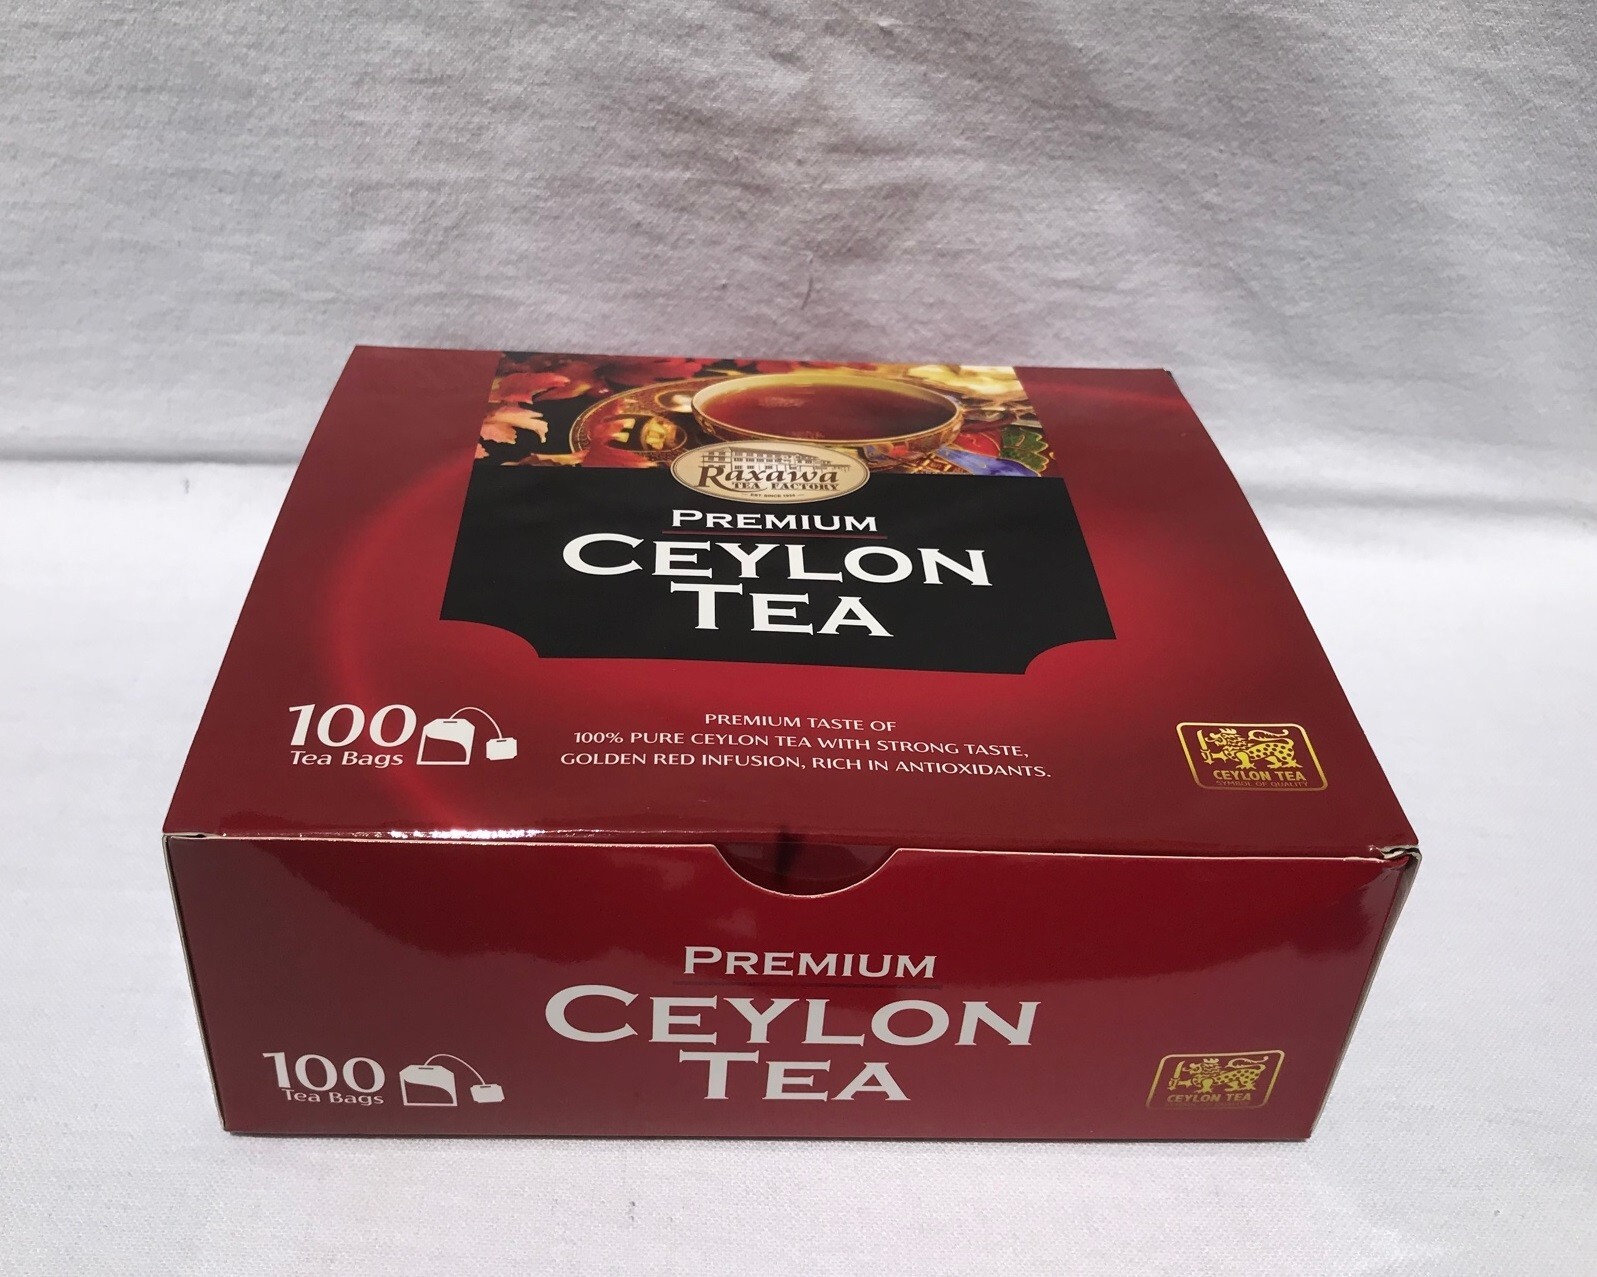 Raxawa
TEA FACTORY
PREMIUM
CEYLON
TEA
100
Tea Bags
PREMIUM TASTE OF
100% PURE CEYLON TEA WITH STRONG TASTE,
GOLDEN RED INFUSION, RICH IN ANTIOXIDANTS.
CEYLON TEA
SYMBOL OF QUALITY
PREMIUM
CEYLON
TEA
100
Tea Bags
CEYLON TEA